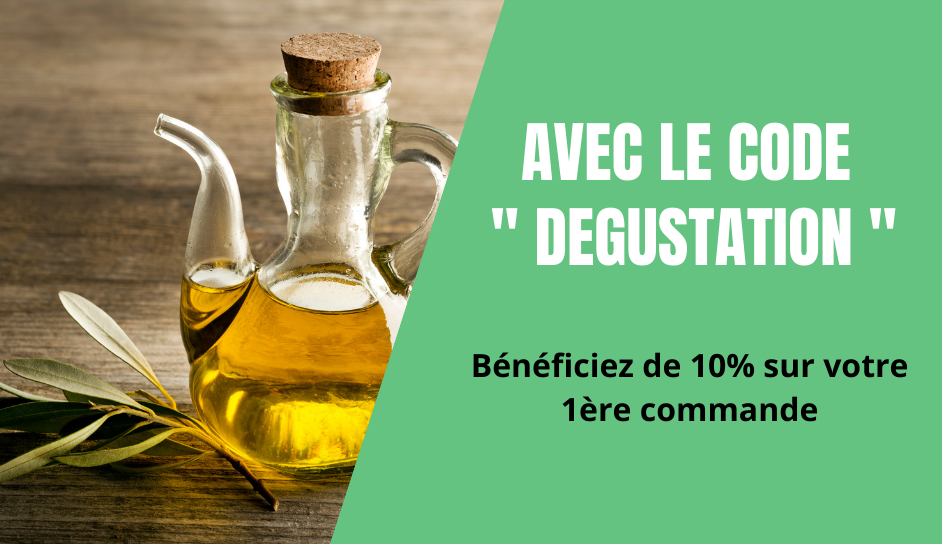 AVEC LE CODE
" DEGUSTATION "
Bénéficiez de 10% sur votre
1ère commande